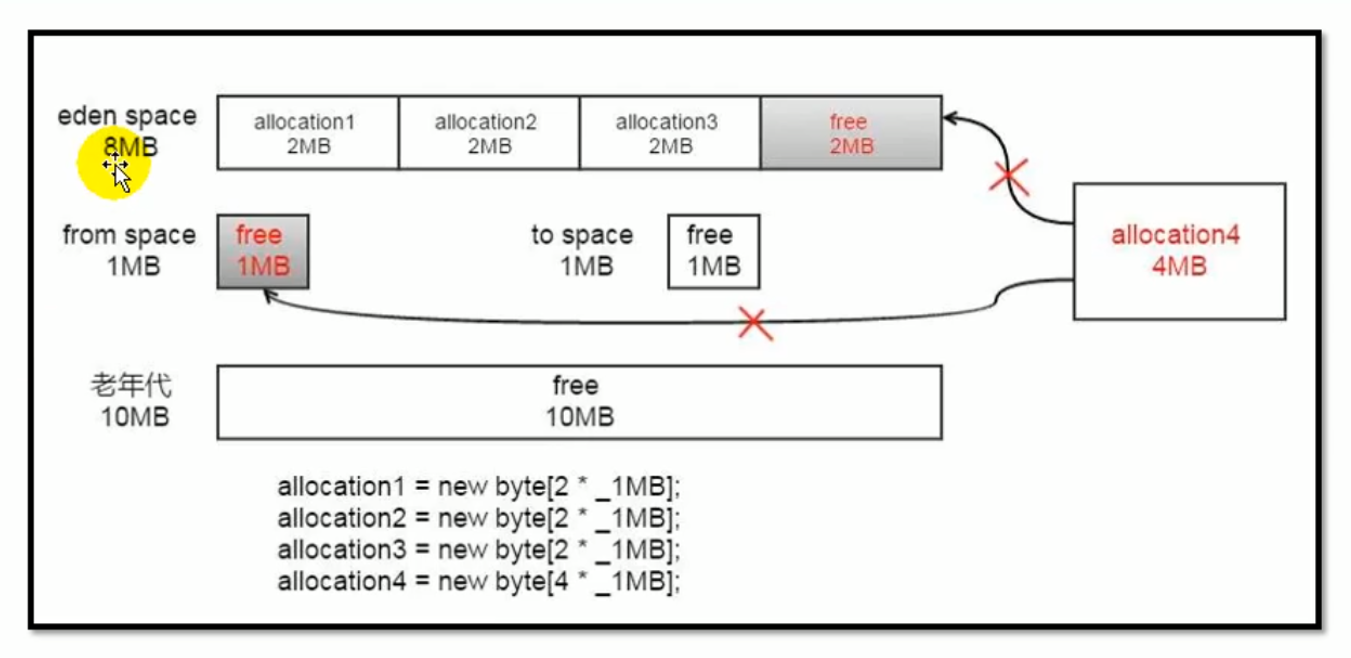 eden space
8MB
allocation1
2MB
allocation2
2MB
allocation3
2MB
free
2MB
allocation4
4MB
from space
1MB
free
1MB
to space
1MB
free
1MB
老年代
10MB
free
10MB
allocation1 = new byte[2 * _1MB];
allocation2 = new byte[2 * _1MB];
allocation3 = new byte[2 * _1MB];
allocation4 = new byte[4 * _1MB];